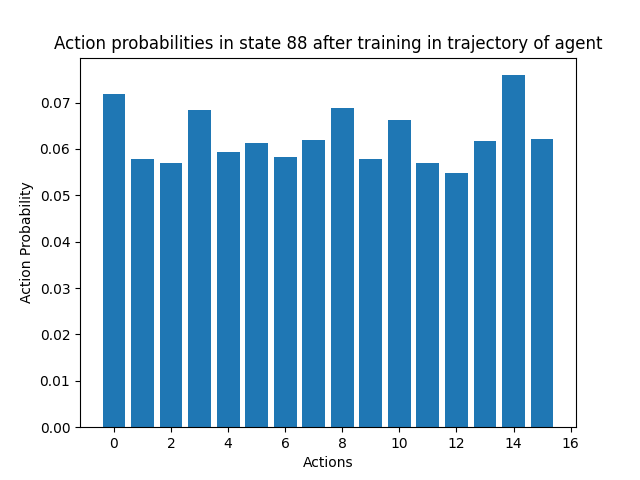 Action probabilities in state 88 after training in trajectory of agent
0.07
0.06
0.05
0.04
0.03
0.02
0.01
0.00
Action Probability
0 2 4 6 8 10 12 14 16
Actions